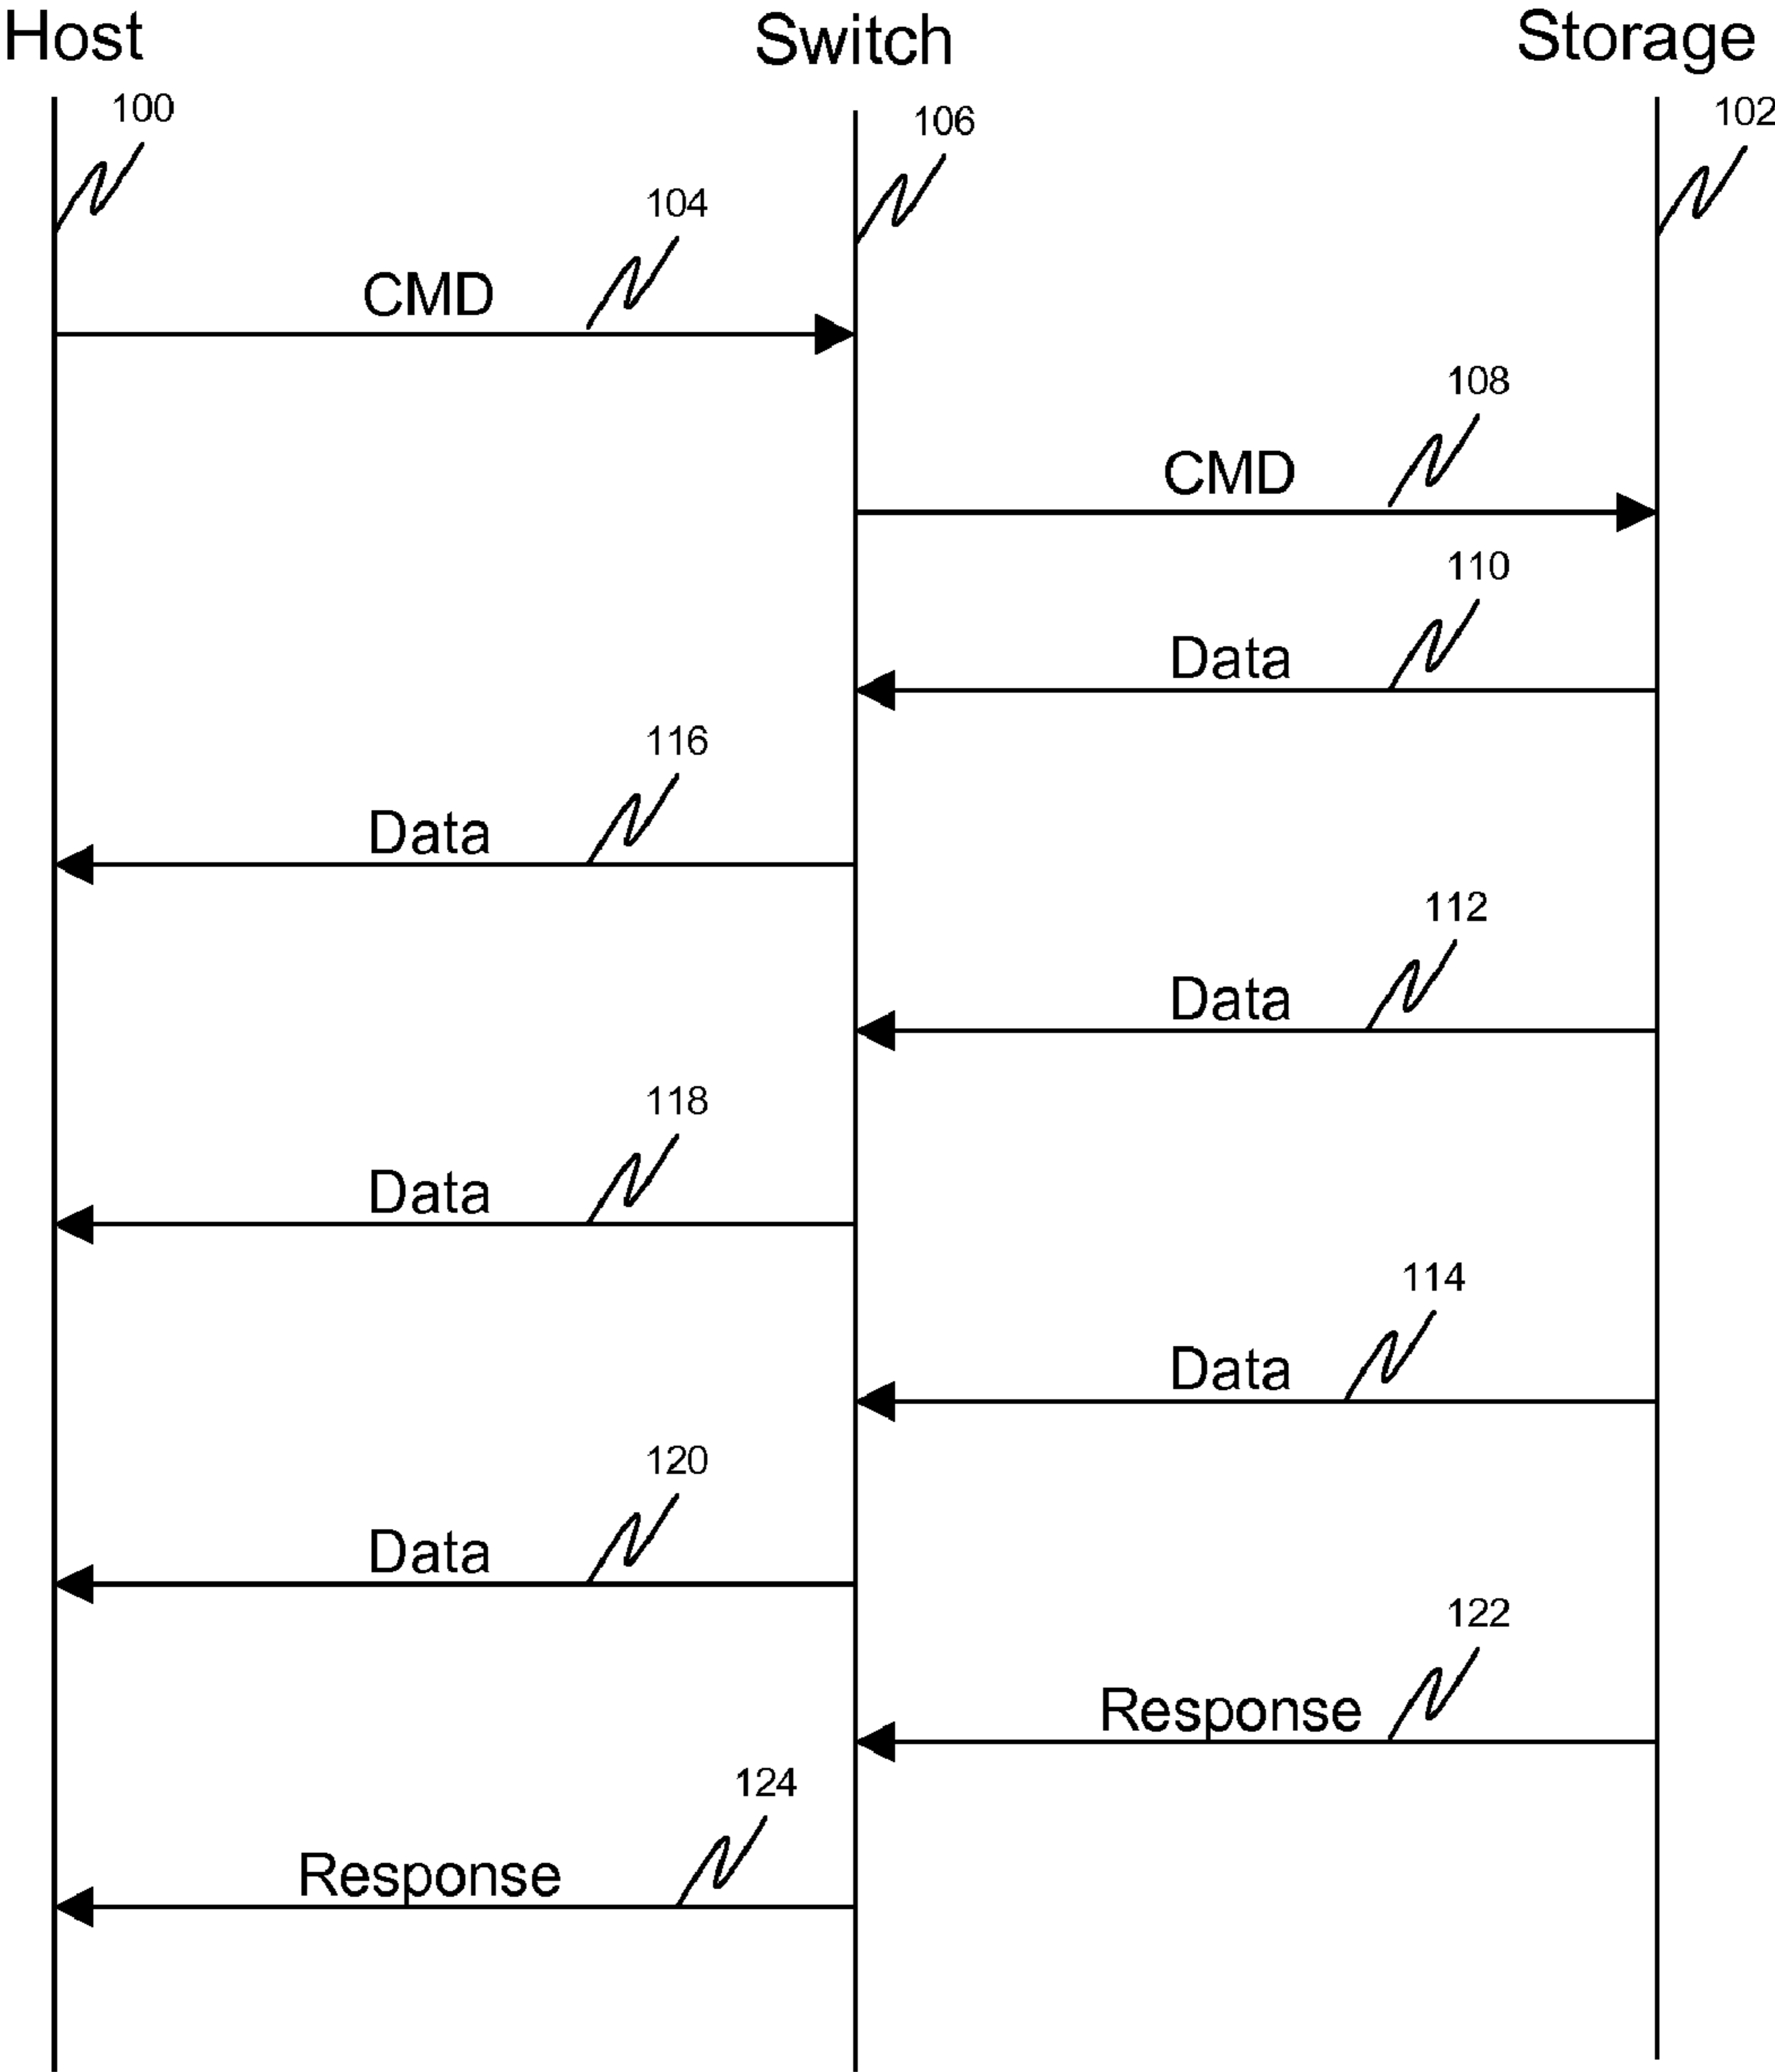 Host
Switch
Storage
100
106
102
104
CMD
108
CMD
110
Data
116
Data
112
Data
118
Data
114
Data
120
Data
122
Response
124
Response